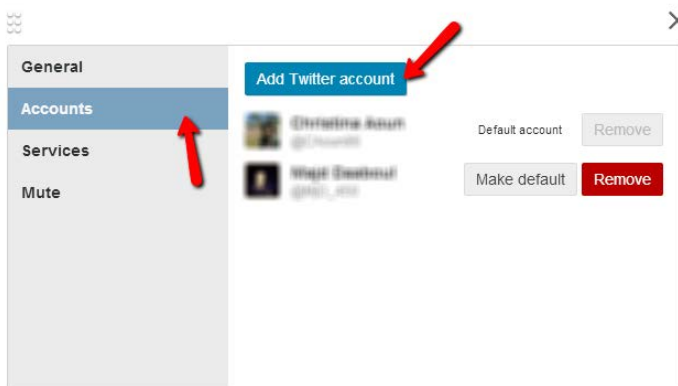 General
Accounts
Services
Mute
Add Twitter account
Default account Remove
Make default Remove